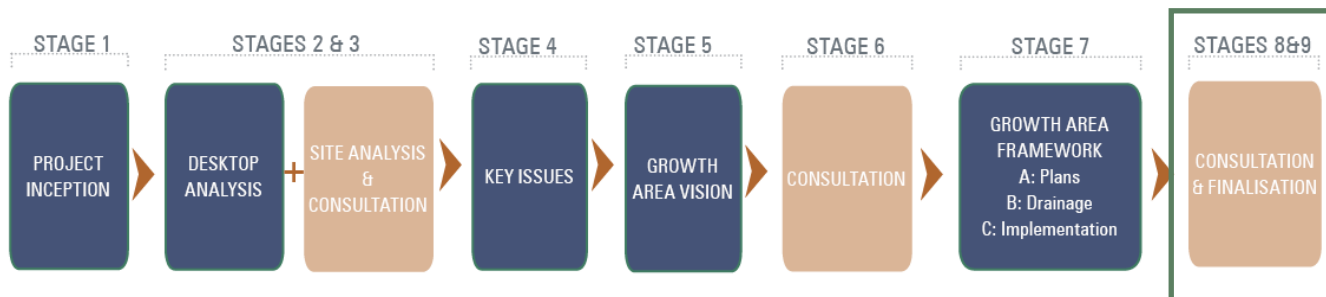 STAGE 1
STAGES 2 & 3
STAGE 4
STAGE 5
STAGE 6
STAGE 7
STAGES 8&9
PROJECT
INCEPTION
DESKTOP
ANALYSIS
+
SITE ANALYSIS
&
CONSULTATION
KEY ISSUES
GROWTH
AREA VISION
CONSULTATION
GROWTH AREA
FRAMEWORK
A: Plans
B: Drainage
C: Implementation
CONSULTATION
& FINALISATION